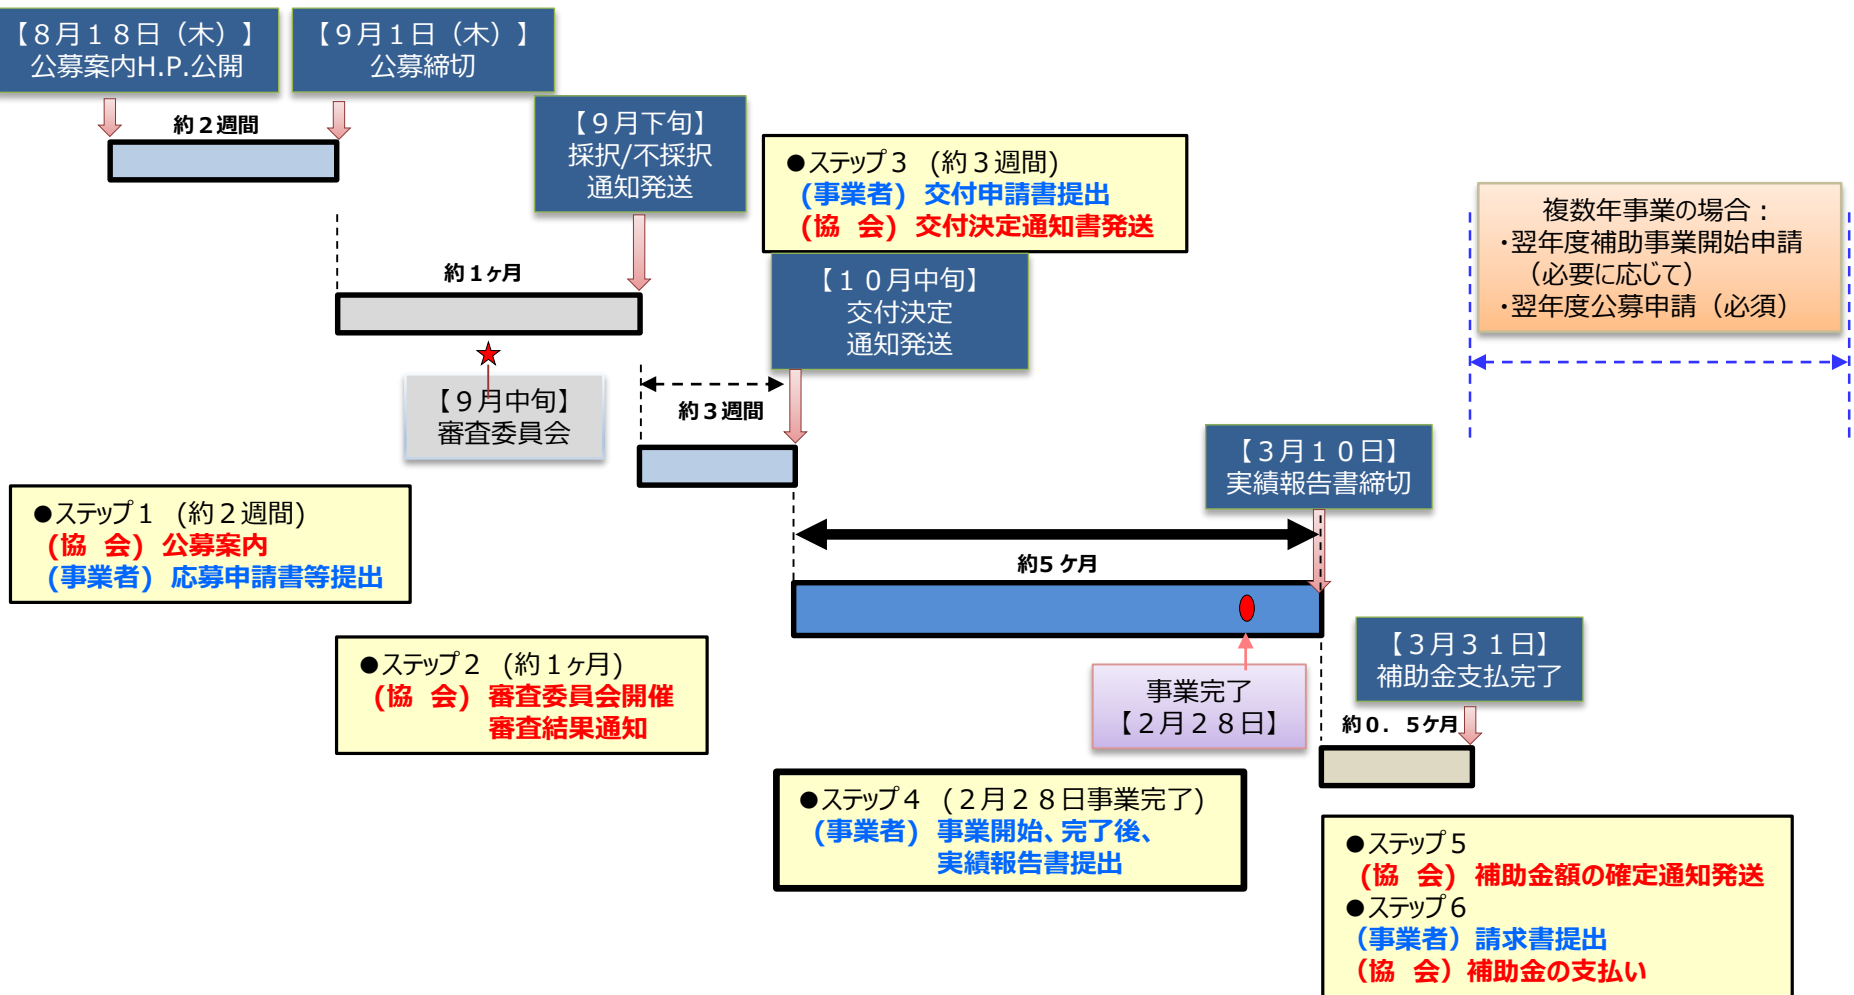 【８月１８日（木）】
公募案内H.P.公開
【９月１日（木）】
公募締切
約２週間
【９月下旬】
採択/不採択
通知発送
●ステップ３ (約３週間)
(事業者) 交付申請書提出
(協 会) 交付決定通知書発送
複数年事業の場合：
・翌年度補助事業開始申請
（必要に応じて）
・翌年度公募申請（必須）
約１ヶ月
【１０月中旬】
交付決定
通知発送
【９月中旬】
審査委員会
約３週間
【３月１０日】
実績報告書締切
●ステップ１ (約２週間)
(協 会) 公募案内
(事業者) 応募申請書等提出
約5 ケ月
●ステップ２ (約１ヶ月)
(協 会) 審査委員会開催
審査結果通知
事業完了
【２月２８日】
【３月３１日】
補助金支払完了
約０．５ケ月
●ステップ４ (２月２８日事業完了)
(事業者) 事業開始、完了後、
実績報告書提出
●ステップ５
(協 会) 補助金額の確定通知発送
●ステップ６
（事業者）請求書提出
（協 会）補助金の支払い